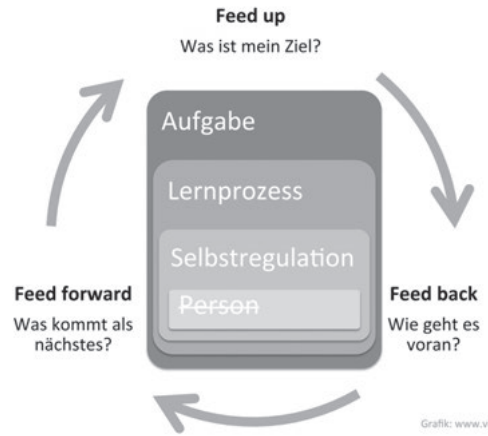 Feed up
Was ist mein Ziel?
Aufgabe
Lernprozess
Selbstregulation
Person
Feed back
Wie geht es
voran?
Feed forward
Was kommt als
nächstes?
Grafik: www.v